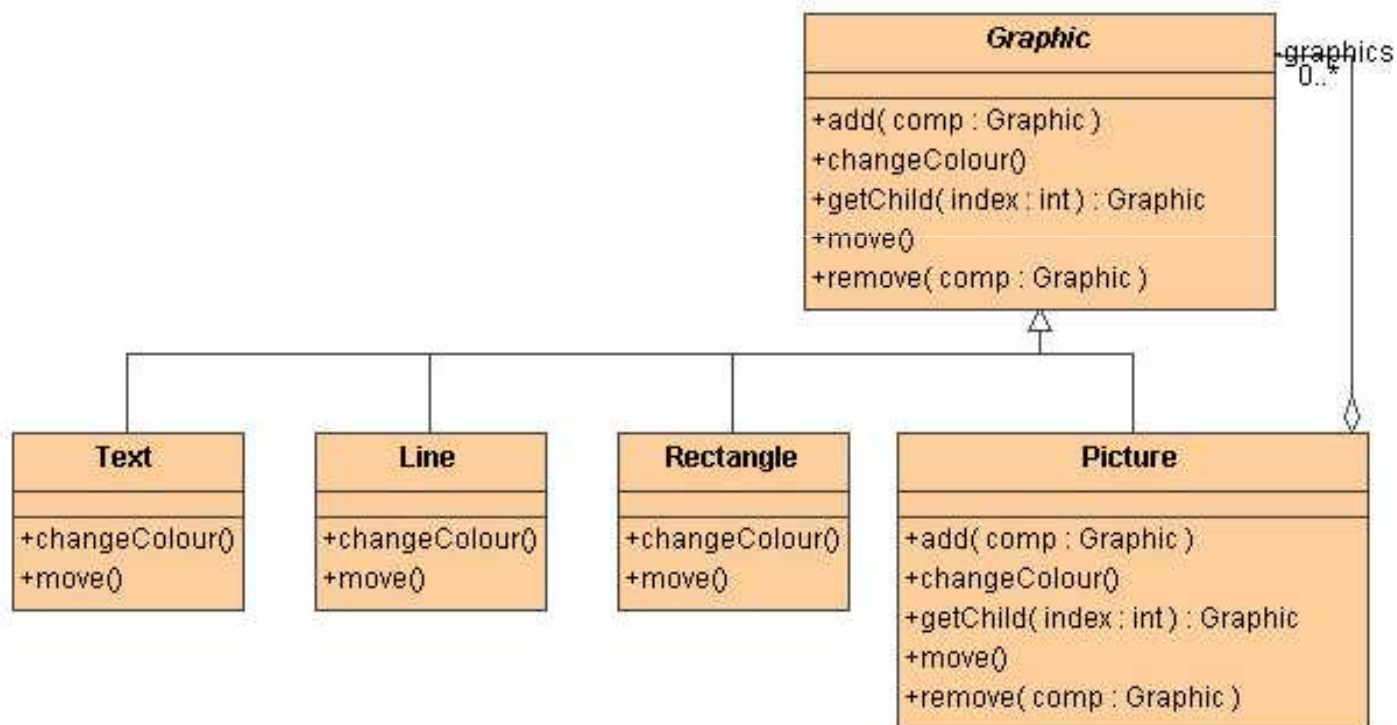 Graphic
-graphics
0..*
+add( comp : Graphic )
+changeColour()
+getChild( index : int ) : Graphic
+move()
+remove( comp : Graphic )
Text
+changeColour()
+move()
Line
+changeColour()
+move()
Rectangle
+changeColour()
+move()
Picture
+add( comp : Graphic )
+changeColour()
+getChild( index : int ) : Graphic
+move()
+remove( comp : Graphic )